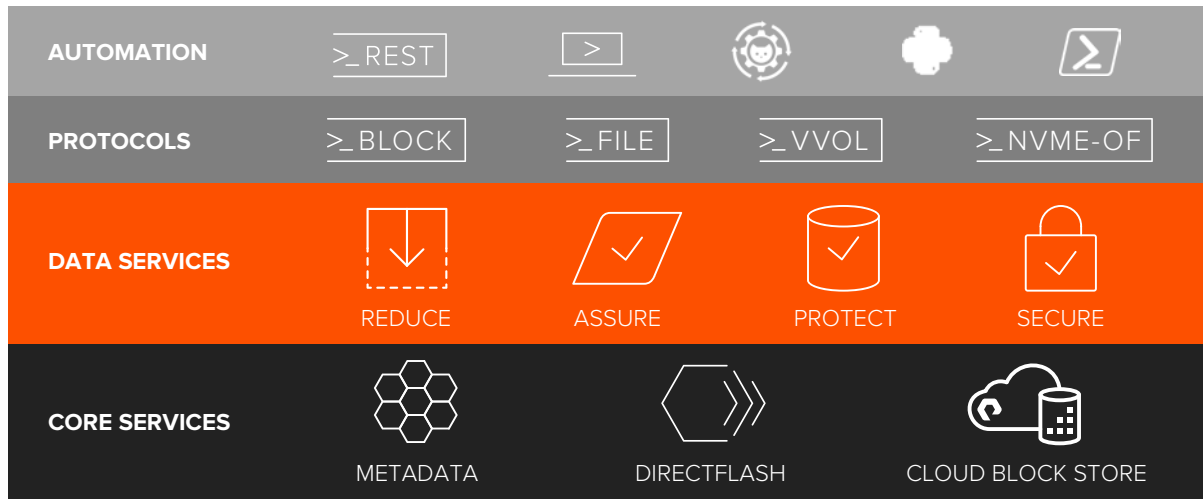 AUTOMATION >_REST >
PROTOCOLS >_BLOCK >_FILE >_VVOL >_NVME-OF
DATA SERVICES
REDUCE ASSURE PROTECT SECURE
CORE SERVICES
METADATA DIRECTFLASH CLOUD BLOCK STORE